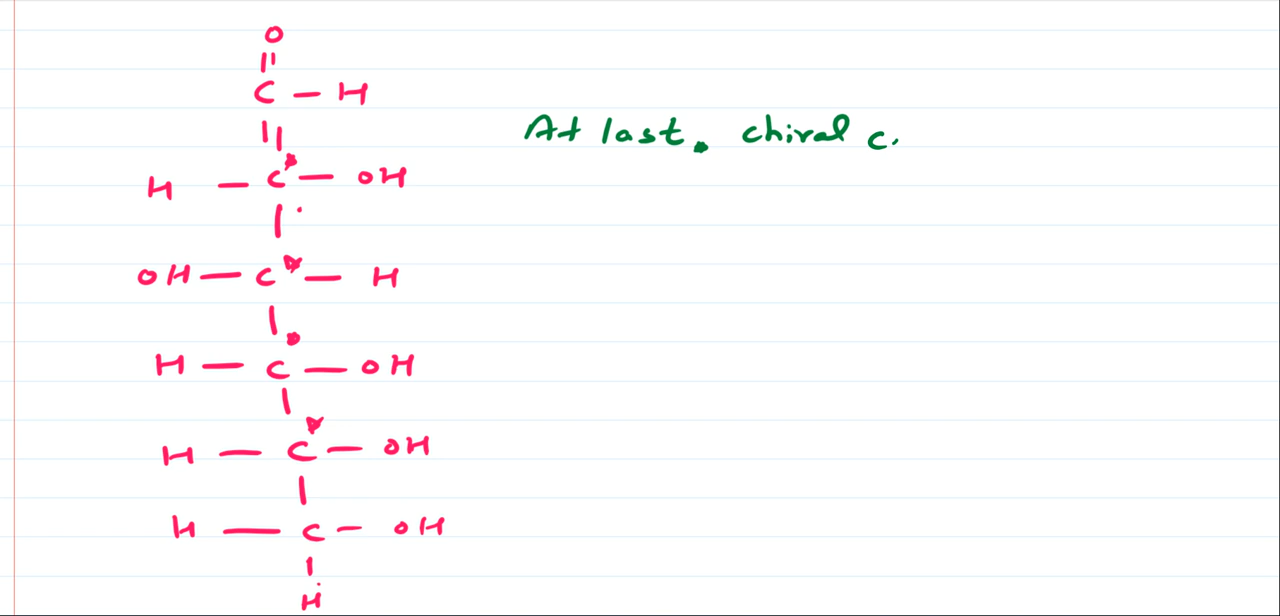 O
||
C – H
At last. chiral c.
||
H – C* – OH
|
OH – C* – H
|
H – C* – OH
|
H – C* – OH
|
H – C – OH
|
H